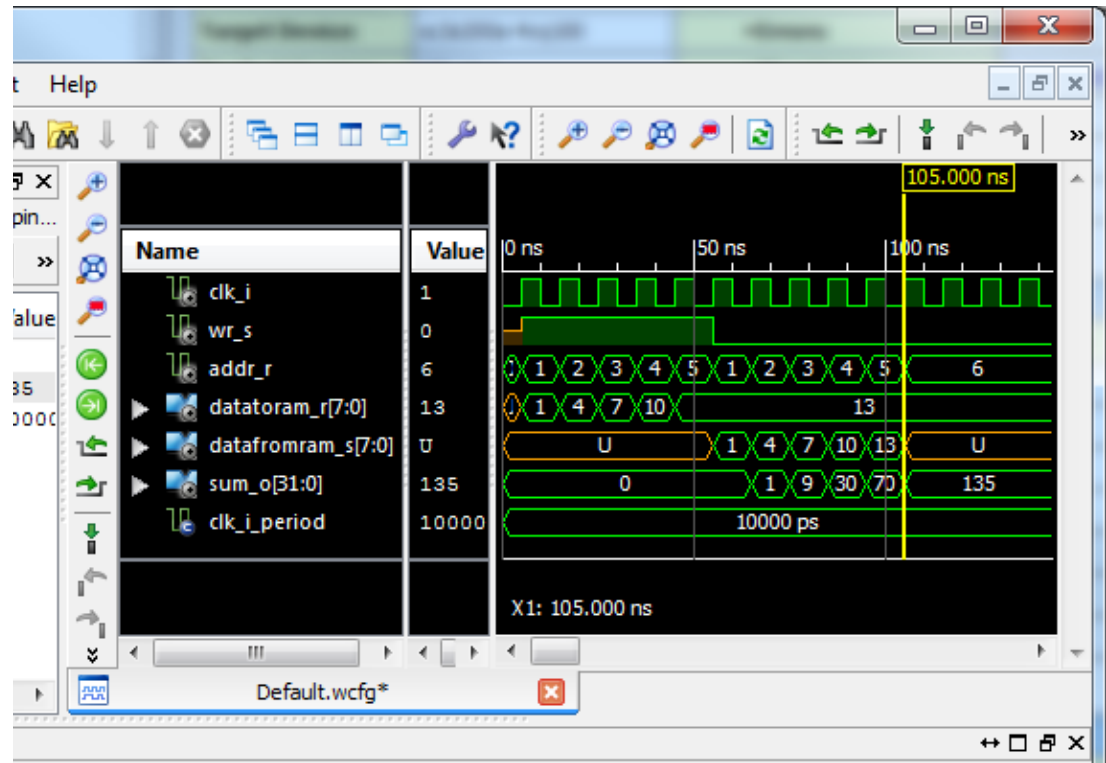 t Help
»
pin...
»
alue
35
0000
105.000 ns
Name Value 0 ns 50 ns 100 ns
clk_i 1
wr_s 0
addr_r 6 1 2 3 4 5 1 2 3 4 5 6
datatoram_r[7:0] 13 1 4 7 10 13
datafromram_s[7:0] U U 1 4 7 10 13 U
sum_o[31:0] 135 0 1 9 30 70 135
clk_i_period 10000 10000 ps
X1: 105.000 ns
Default.wcfg*